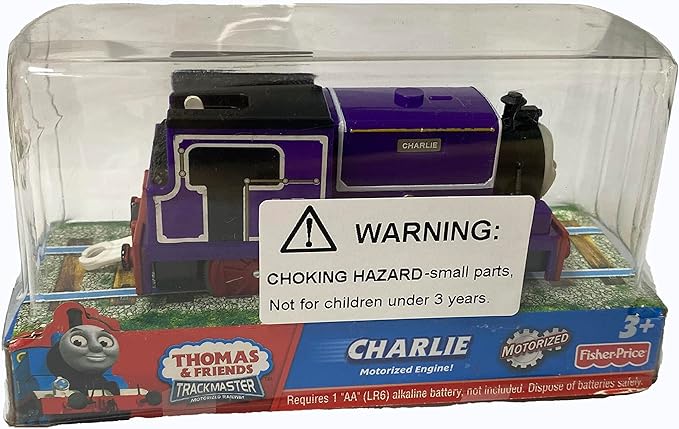 CHARLIE
WARNING:
CHOKING HAZARD-small parts,
Not for children under 3 years.
THOMAS
& FRIENDS
TRACKMASTER
MOTORIZED RAILWAY
CHARLIE
Motorized Engine!
MOTORIZED
3+
Fisher-Price
Requires 1 "AA" (LR6) alkaline battery, not included. Dispose of batteries safely.